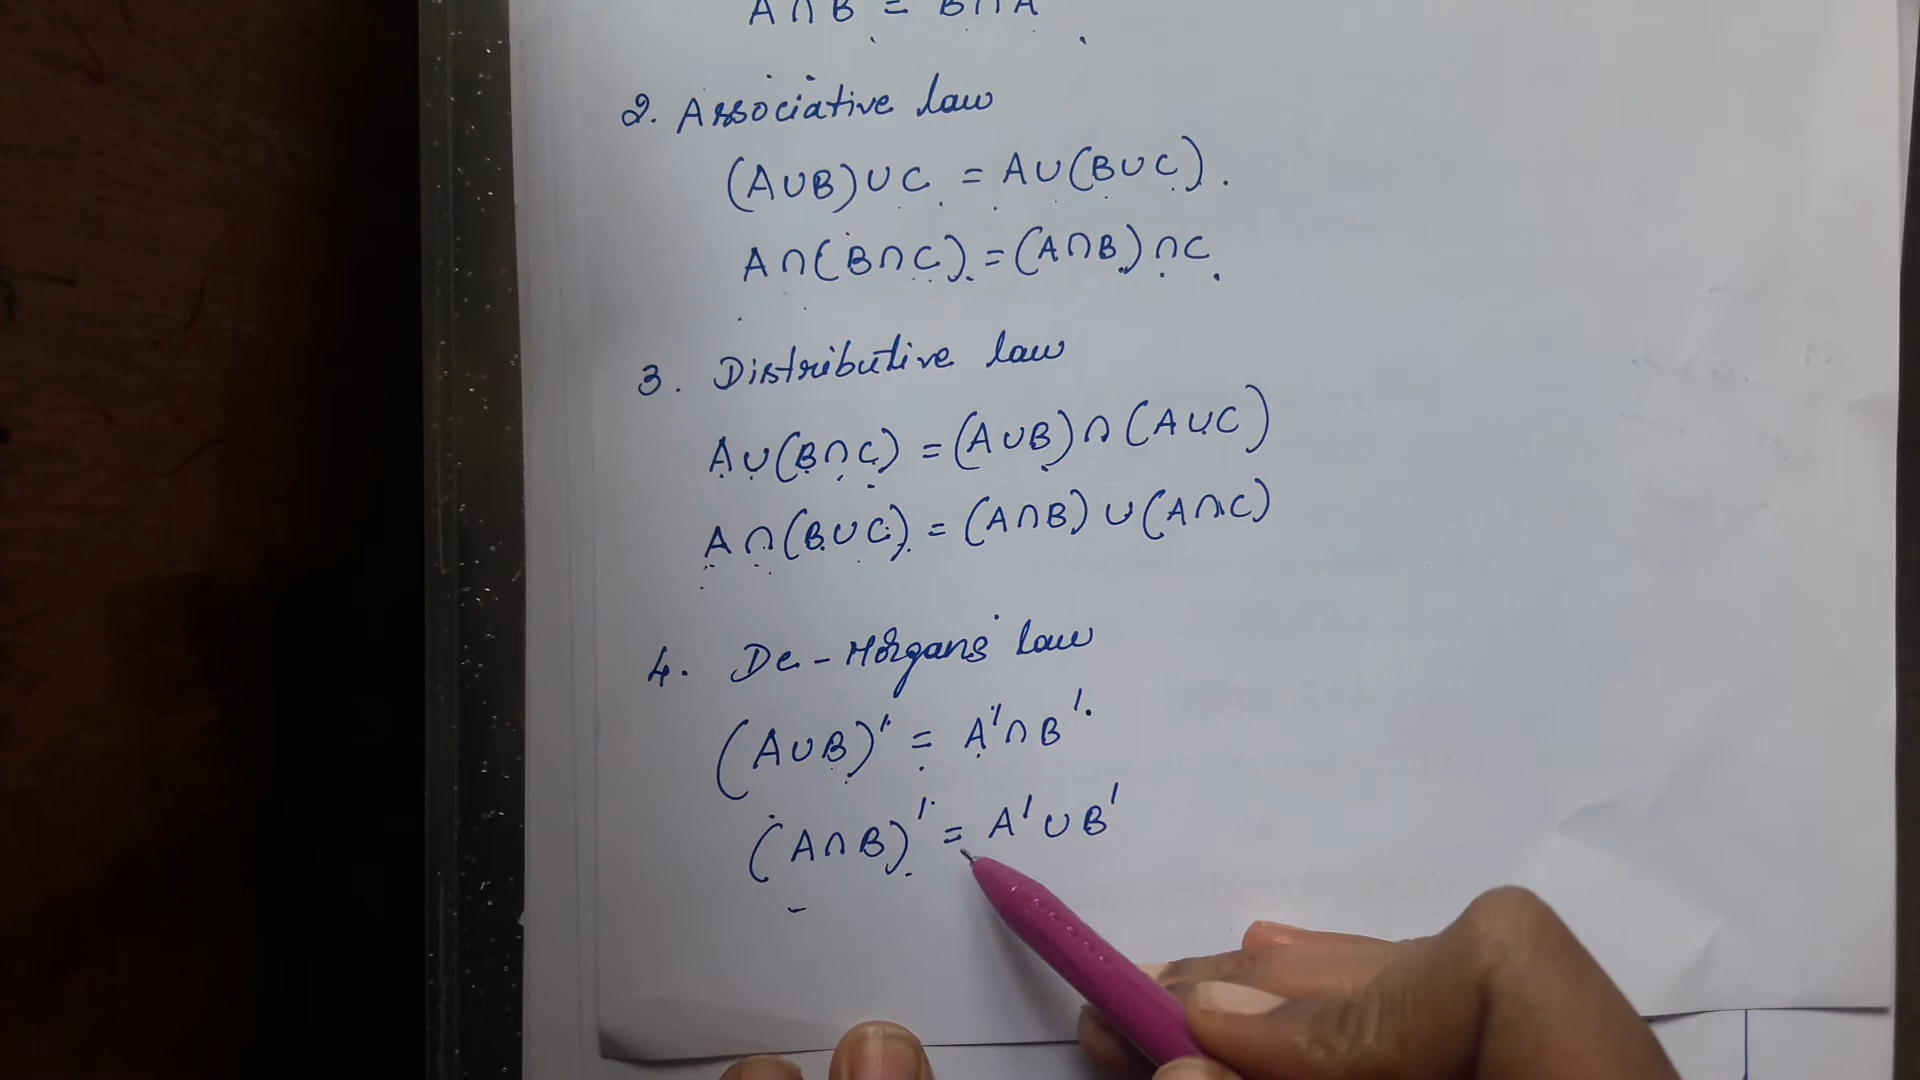 A∩B = B∩A
2. Associative law
(A∪B)∪C = A∪(B∪C).
A∩(B∩C) = (A∩B)∩C.
3. Distributive law
A∪(B∩C) = (A∪B)∩(A∪C)
A∩(B∪C) = (A∩B)∪(A∩C)
4. De-Morgans' law
(A∪B)' = A'∩B'.
(A∩B)' = A'∪B'